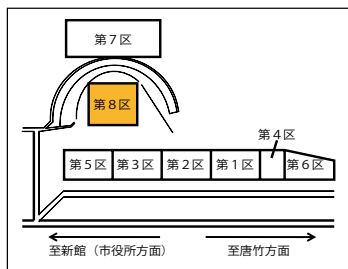 第7区
第8区
第4区
第5区 第3区 第2区 第1区 第6区
至新館（市役所方面） 至唐竹方面